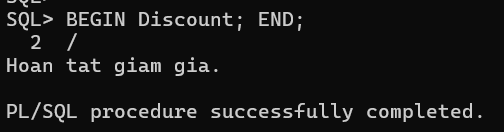 SQL> BEGIN Discount; END;
  2  /
Hoan tat giam gia.
PL/SQL procedure successfully completed.